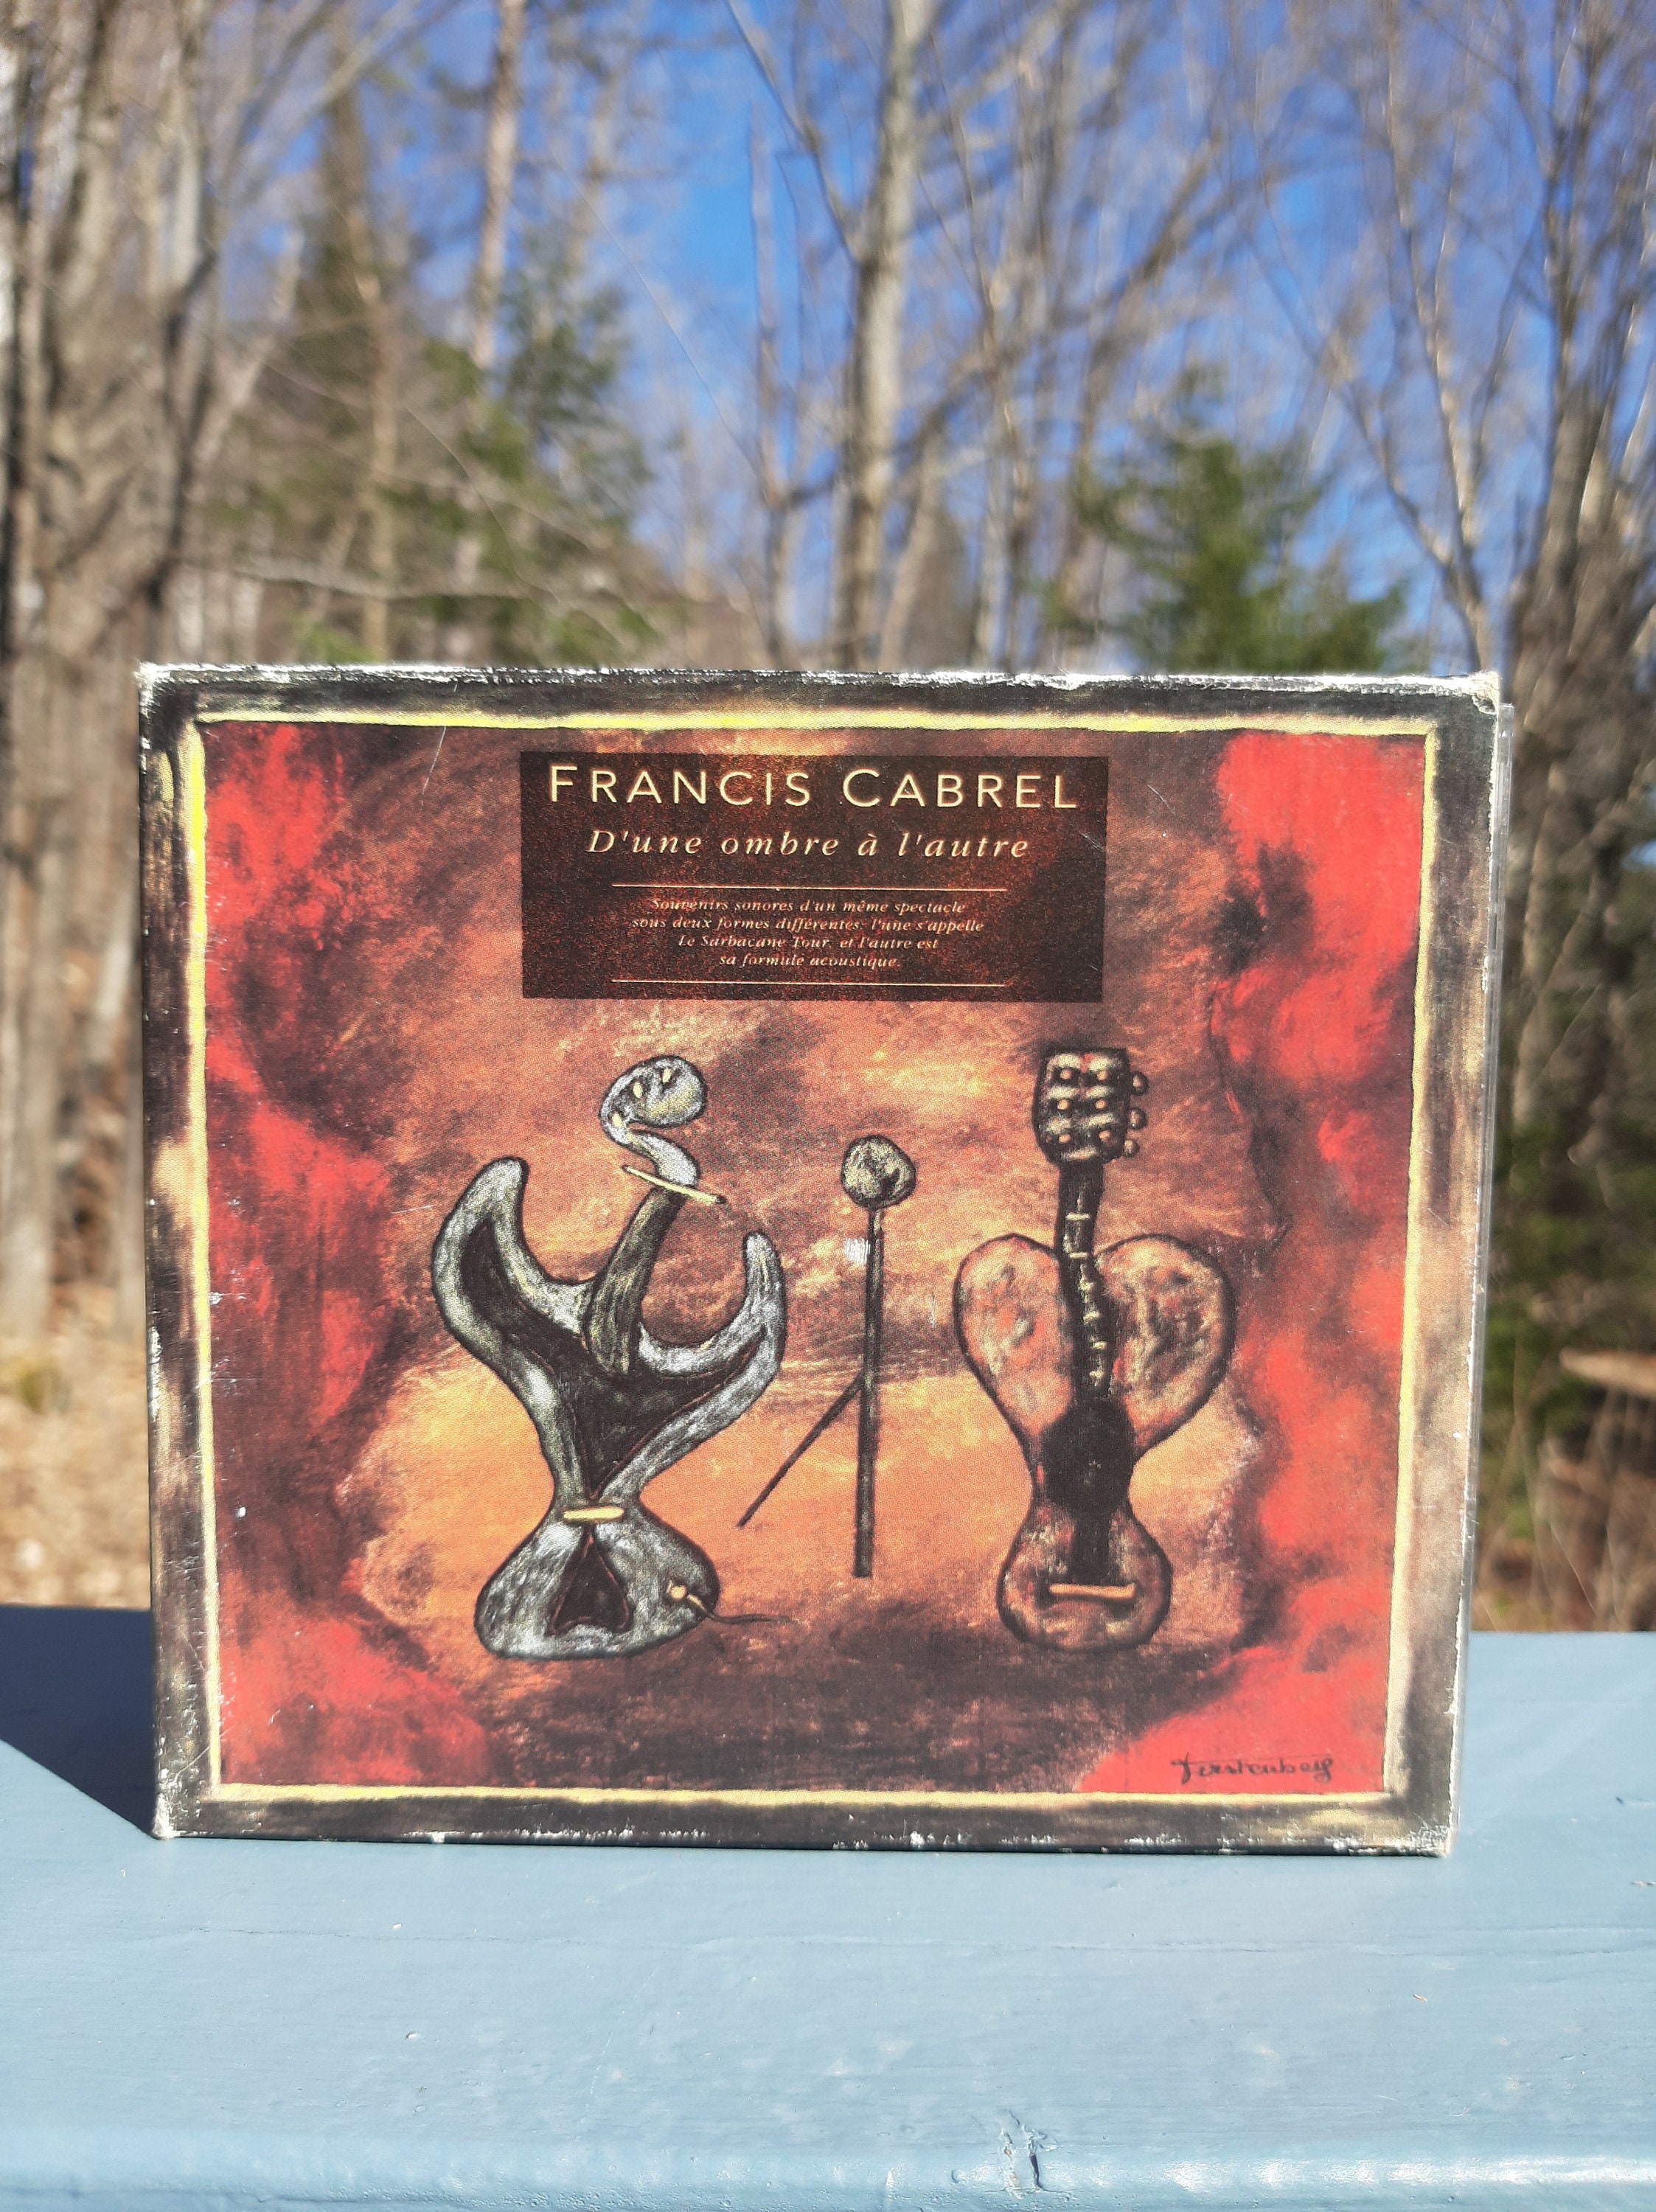 FRANCIS CABREL
D'une ombre à l'autre
Souvenirs sonores d'un même spectacle
sous deux formes différentes: l'une s'appelle
Le Sarbacane Tour, et l'autre est
sa formule acoustique.